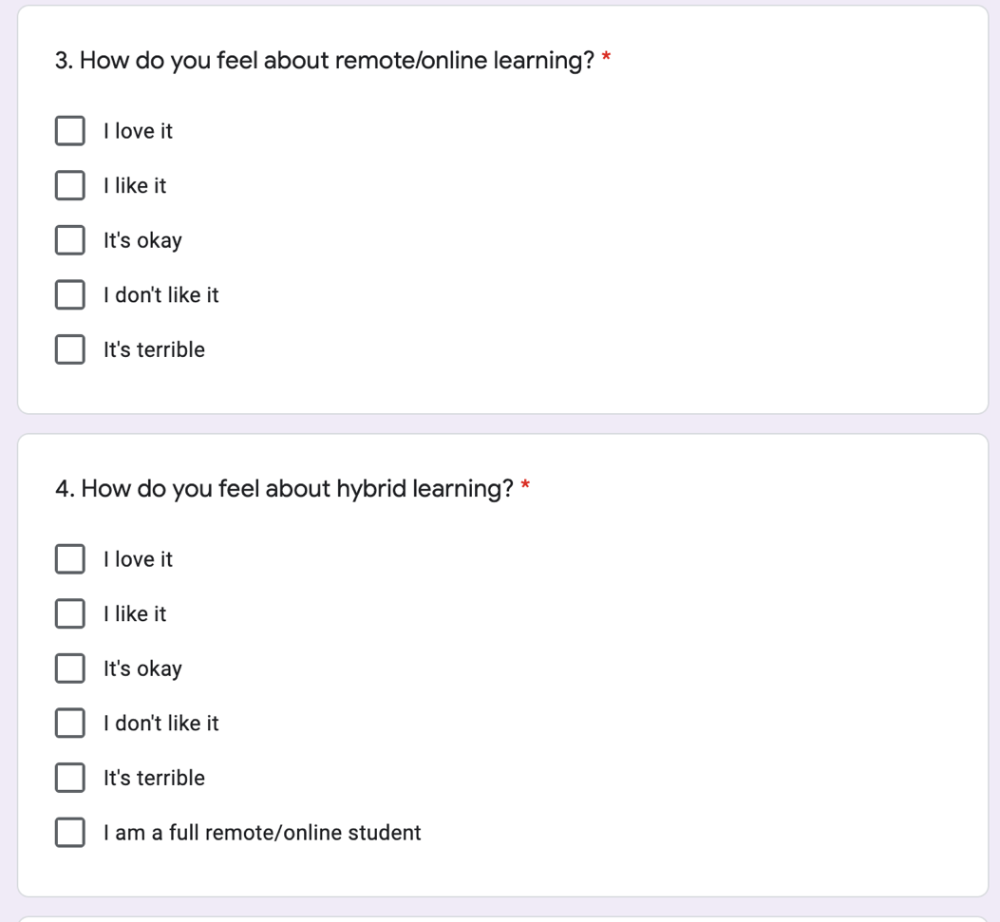 3. How do you feel about remote/online learning? *
I love it
I like it
It's okay
I don't like it
It's terrible
4. How do you feel about hybrid learning? *
I love it
I like it
It's okay
I don't like it
It's terrible
I am a full remote/online student